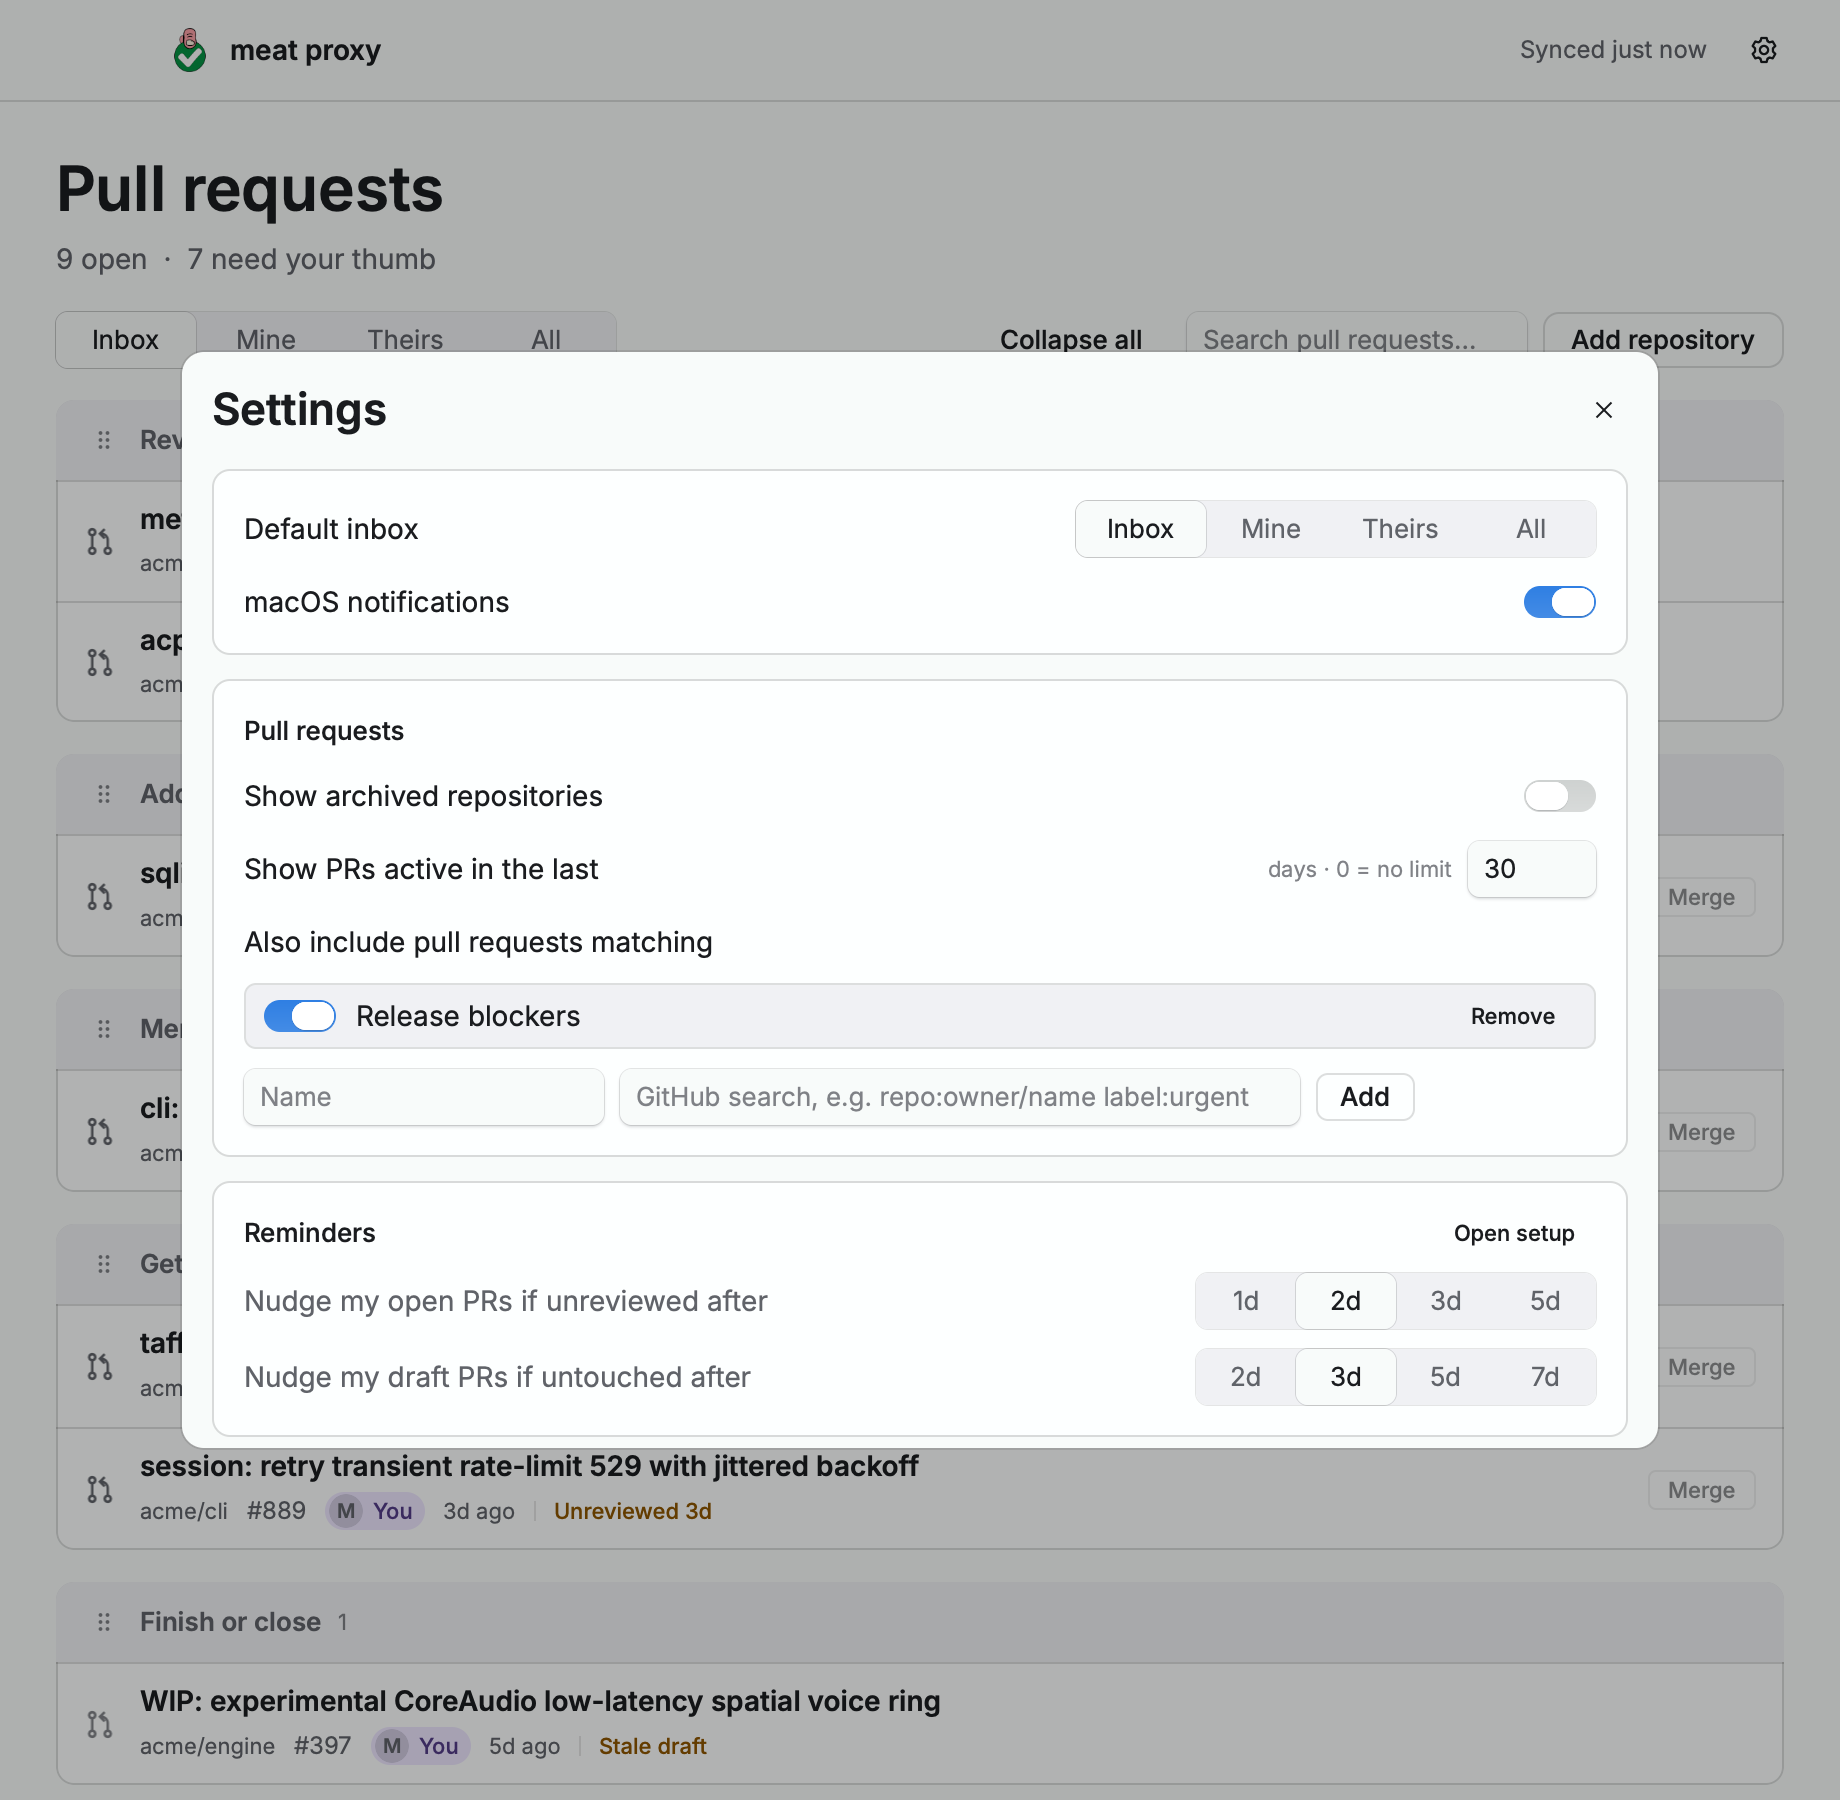 meat proxy
Synced just now
Pull requests
9 open · 7 need your thumb
Inbox Mine Theirs All
Collapse all
Search pull requests...
Add repository
Settings
Default inbox
Inbox Mine Theirs All
macOS notifications
Pull requests
Show archived repositories
Show PRs active in the last
days · 0 = no limit
30
Also include pull requests matching
Release blockers
Remove
Name
GitHub search, e.g. repo:owner/name label:urgent
Add
Merge
cli:
Merge
Reminders
Open setup
Nudge my open PRs if unreviewed after
1d 2d 3d 5d
Nudge my draft PRs if untouched after
2d 3d 5d 7d
Merge
session: retry transient rate-limit 529 with jittered backoff
acme/cli #889 M You 3d ago Unreviewed 3d
Merge
Finish or close 1
WIP: experimental CoreAudio low-latency spatial voice ring
acme/engine #397 M You 5d ago Stale draft